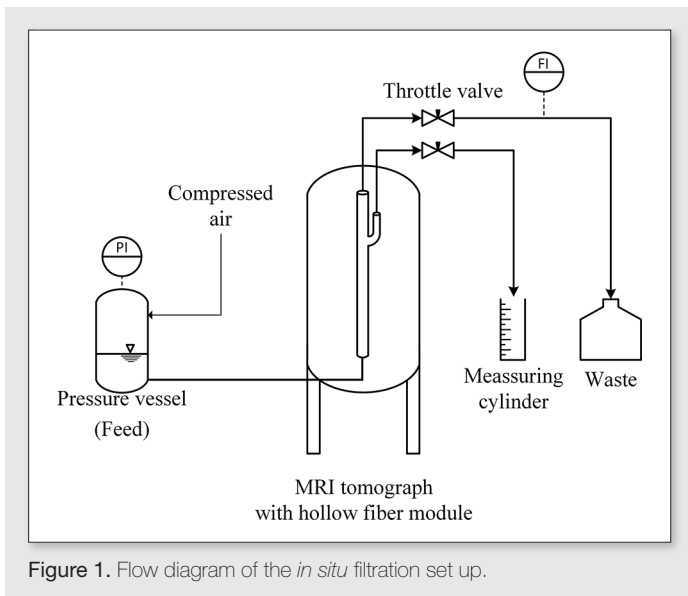 FI
Throttle valve
Compressed
air
PI
Pressure vessel
(Feed)
Meassuring
cylinder
Waste
MRI tomograph
with hollow fiber module
Figure 1. Flow diagram of the in situ filtration set up.